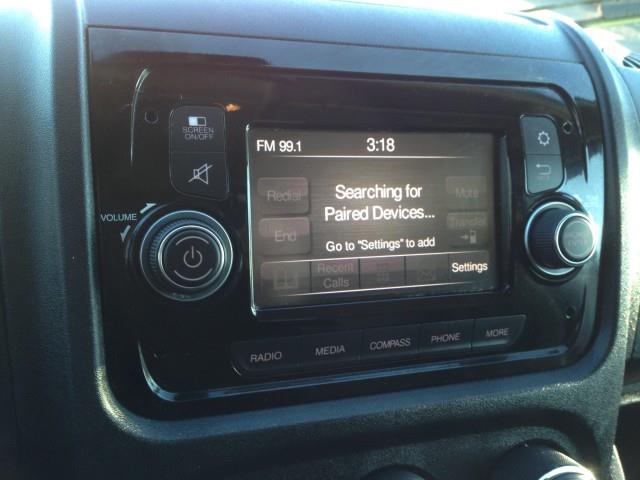 SCREEN
ON/OFF
FM 99.1
3:18
Redial
Searching for
Paired Devices...
Mute
VOLUME
End
Go to "Settings" to add
Transfer
Recent
Calls
Settings
RADIO
MEDIA
COMPASS
PHONE
MORE